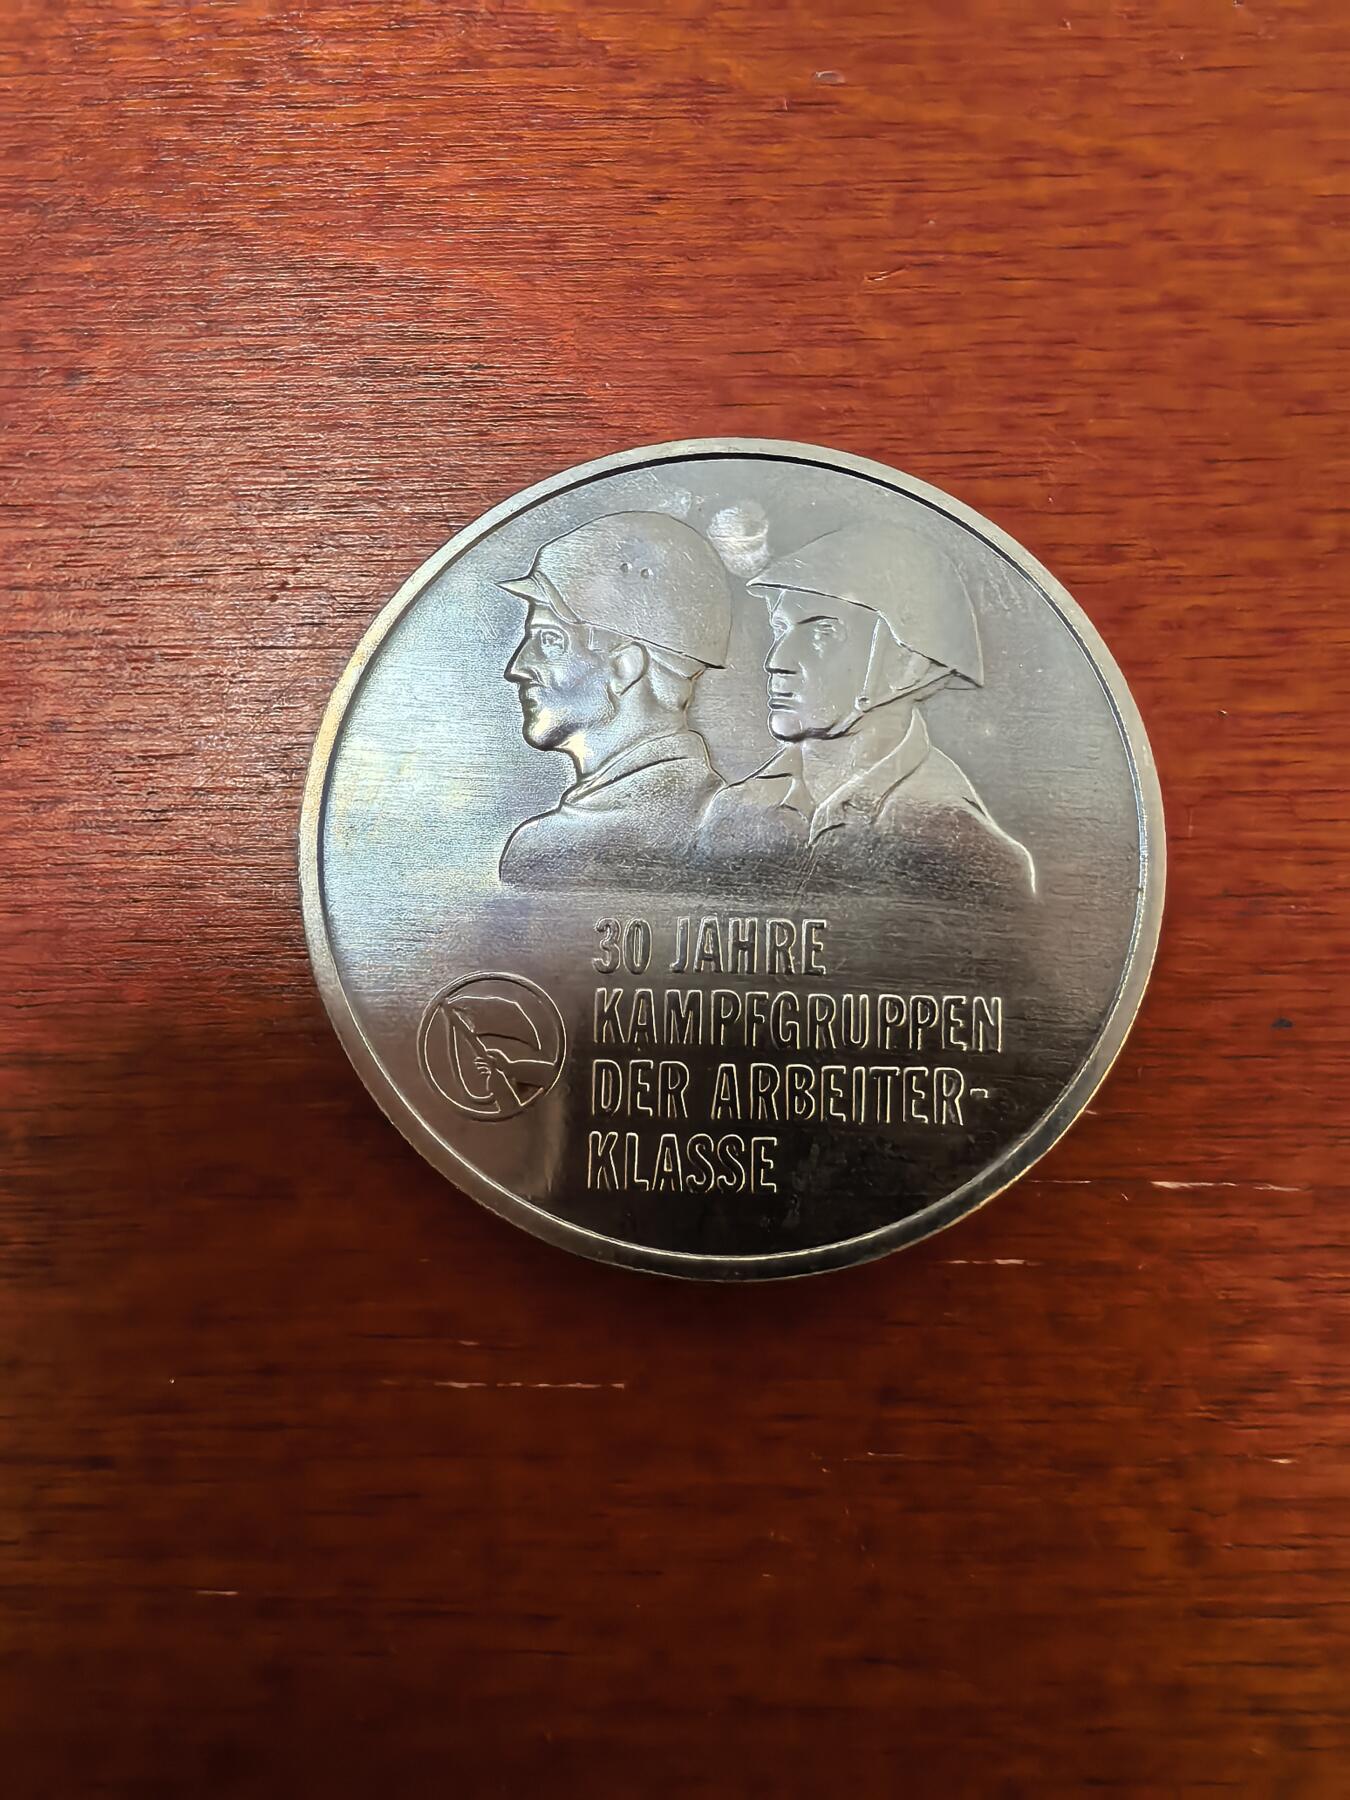 30 JAHRE
KAMPFGRUPPEN
DER ARBEITER-
KLASSE